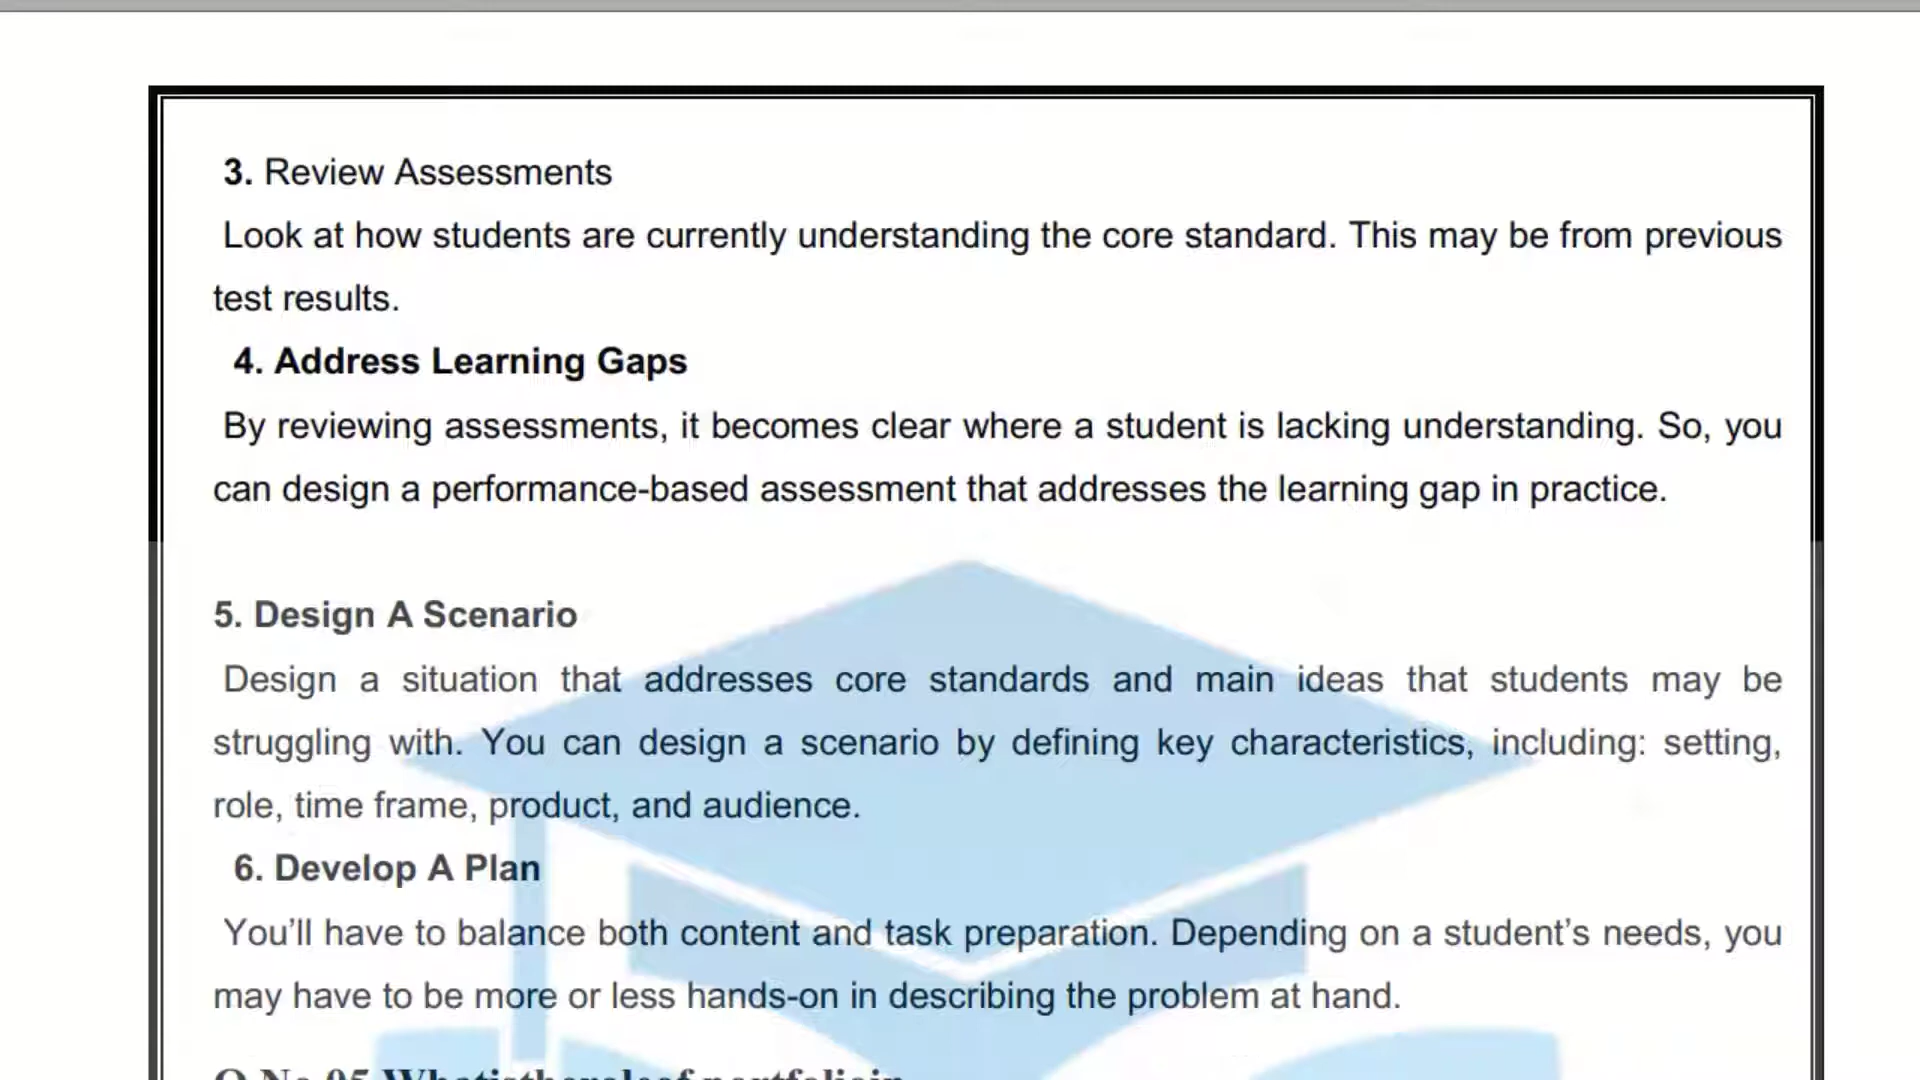 3. Review Assessments
Look at how students are currently understanding the core standard. This may be from previous
test results.
4. Address Learning Gaps
By reviewing assessments, it becomes clear where a student is lacking understanding. So, you
can design a performance-based assessment that addresses the learning gap in practice.
5. Design A Scenario
Design a situation that addresses core standards and main ideas that students may be
struggling with. You can design a scenario by defining key characteristics, including: setting,
role, time frame, product, and audience.
6. Develop A Plan
You’ll have to balance both content and task preparation. Depending on a student’s needs, you
may have to be more or less hands-on in describing the problem at hand.